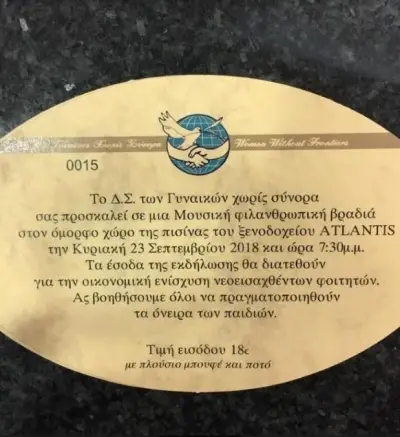 Γυναίκες Χωρίς Σύνορα Women Without Frontiers
0015
Το Δ.Σ. των Γυναικών χωρίς σύνορα
σας προσκαλεί σε μια Μουσική φιλανθρωπική βραδιά
στον όμορφο χώρο της πισίνας του ξενοδοχείου ATLANTIS
την Κυριακή 23 Σεπτεμβρίου 2018 και ώρα 7:30μ.μ.
Τα έσοδα της εκδήλωσης θα διατεθούν
για την οικονομική ενίσχυση νεοεισαχθέντων φοιτητών.
Ας βοηθήσουμε όλοι να πραγματοποιηθούν
τα όνειρα των παιδιών.
Τιμή εισόδου 18€
με πλούσιο μπουφέ και ποτό